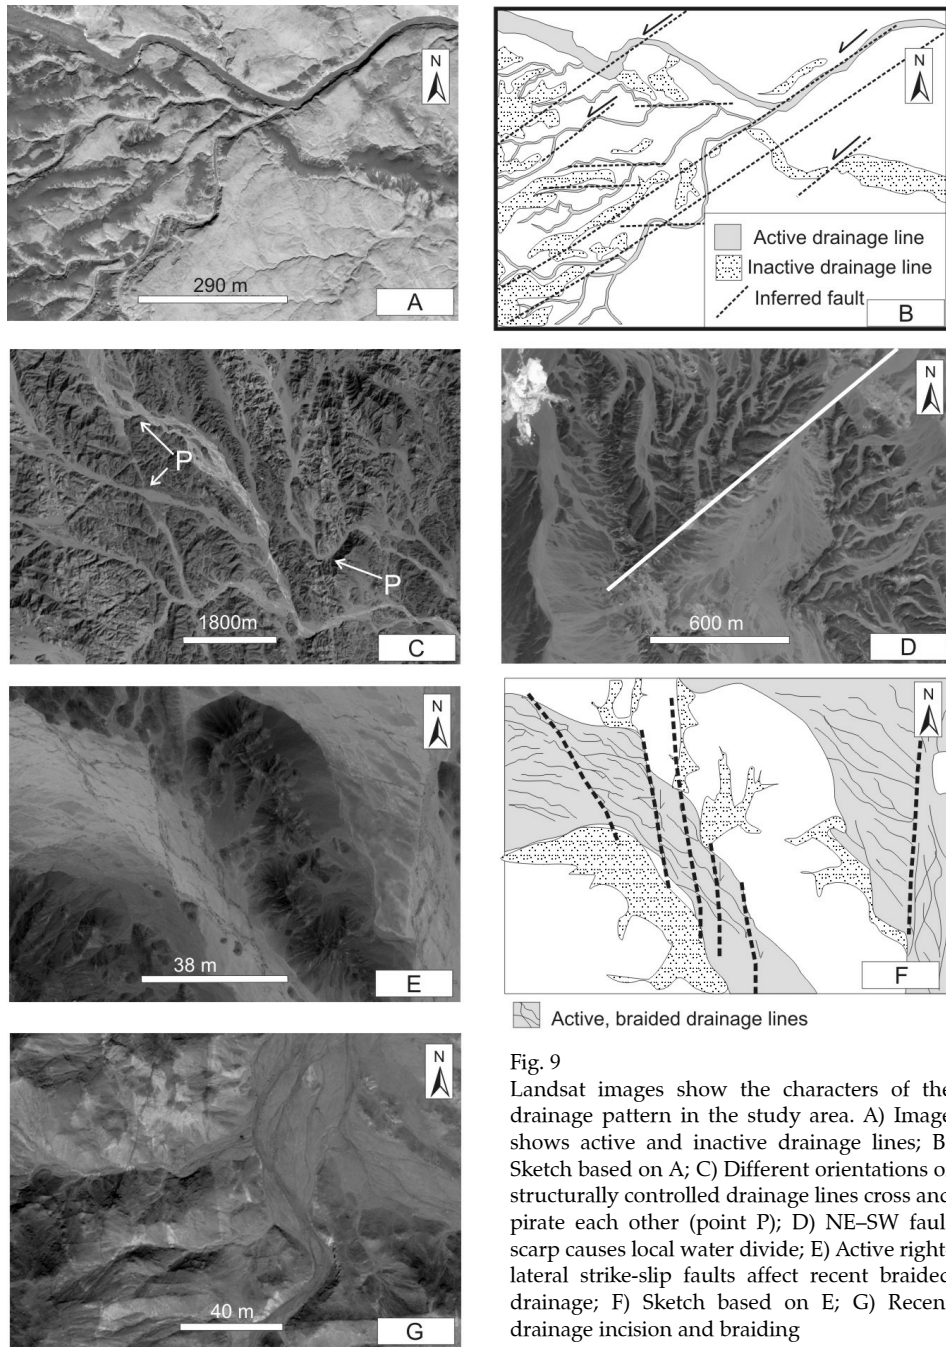 N
290 m
A
N
Active drainage line
Inactive drainage line
Inferred fault
B
P
P
1800m
C
N
600 m
D
N
38 m
E
N
F
Active, braided drainage lines
N
40 m
G
Fig. 9
Landsat images show the characters of the
drainage pattern in the study area. A) Image
shows active and inactive drainage lines; B
Sketch based on A; C) Different orientations o
structurally controlled drainage lines cross and
pirate each other (point P); D) NE–SW faul
scarp causes local water divide; E) Active right
lateral strike-slip faults affect recent braided
drainage; F) Sketch based on E; G) Recen
drainage incision and braiding